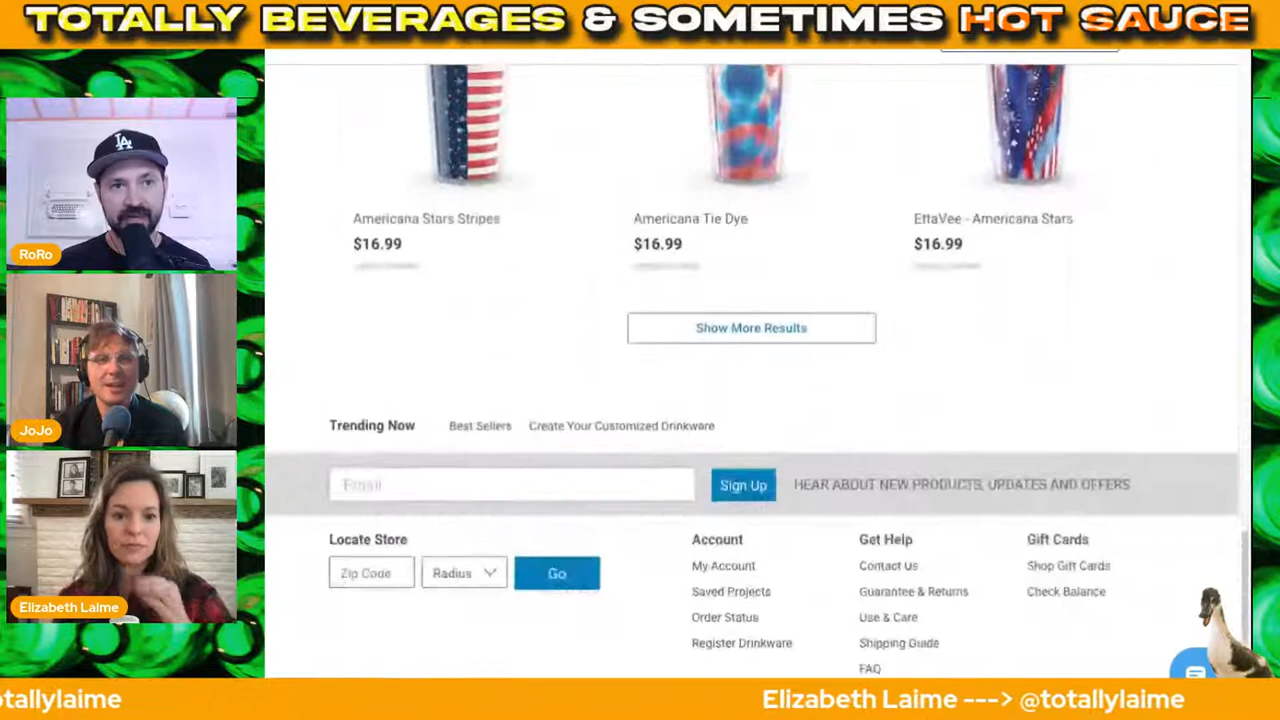 TOTALLY BEVERAGES & SOMETIMES HOT SAUCE
LA
RoRo
JoJo
Elizabeth Laime
Americana Stars Stripes
$16.99
Americana Tie Dye
$16.99
EttaVee - Americana Stars
$16.99
Show More Results
Trending Now
Best Sellers
Create Your Customized Drinkware
Email
Sign Up
HEAR ABOUT NEW PRODUCTS, UPDATES AND OFFERS
Locate Store
Zip Code
Radius
Go
Account
My Account
Saved Projects
Order Status
Register Drinkware
Get Help
Contact Us
Guarantee & Returns
Use & Care
Shipping Guide
FAQ
Gift Cards
Shop Gift Cards
Check Balance
otallylaime
Elizabeth Laime ---> @totallylaime